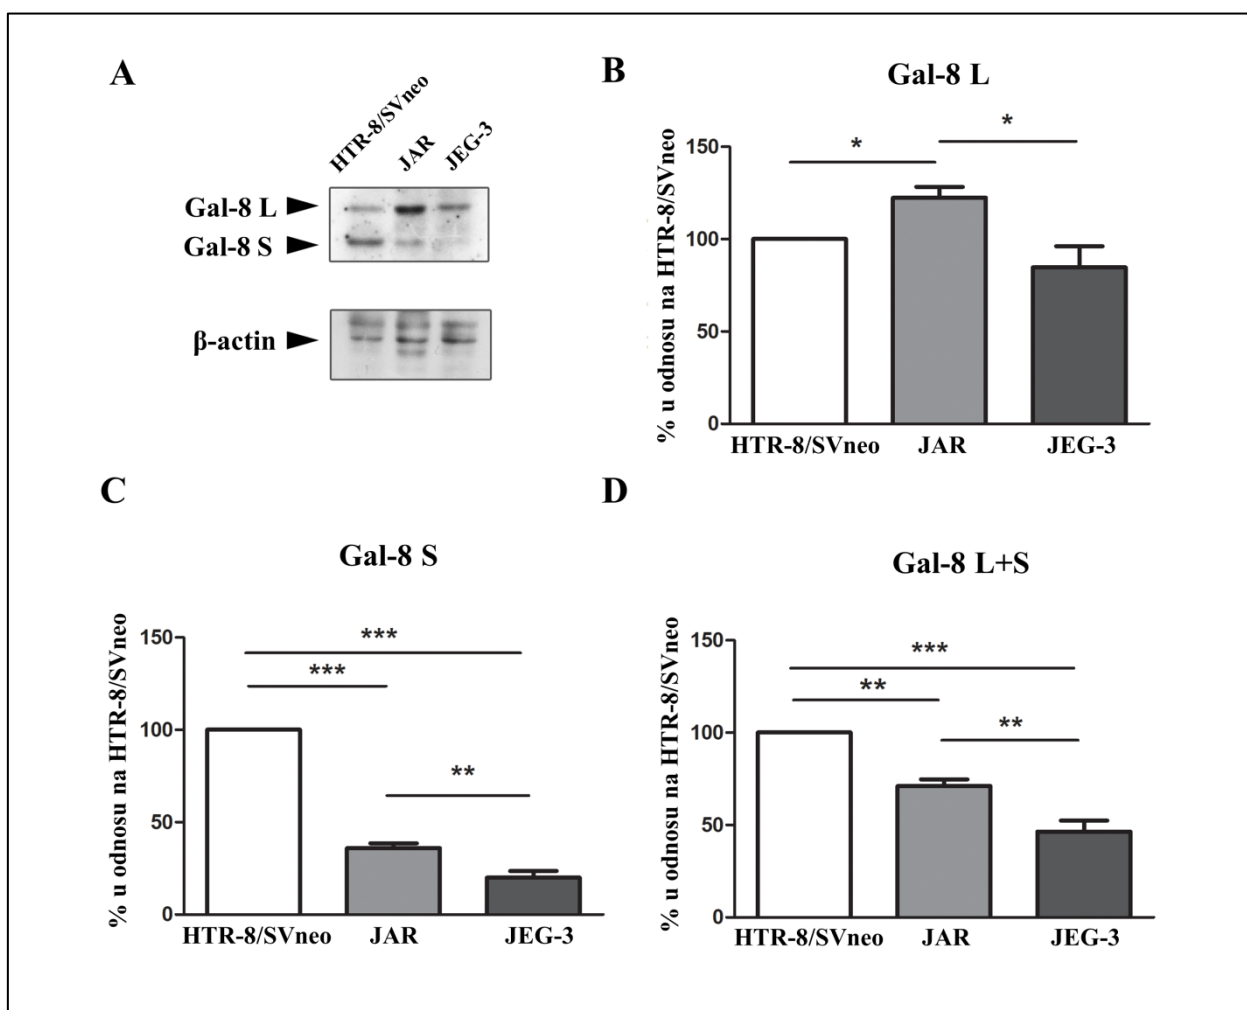 A
HTR-8/SVneo
JAR
JEG-3
Gal-8 L
Gal-8 S
β-actin
B
Gal-8 L
% u odnosu na HTR-8/SVneo
150
100
50
0
*
*
HTR-8/SVneo JAR JEG-3
C
Gal-8 S
% u odnosu na HTR-8/SVneo
150
100
50
0
***
***
**
HTR-8/SVneo JAR JEG-3
D
Gal-8 L+S
% u odnosu na HTR-8/SVneo
150
100
50
0
***
**
**
HTR-8/SVneo JAR JEG-3